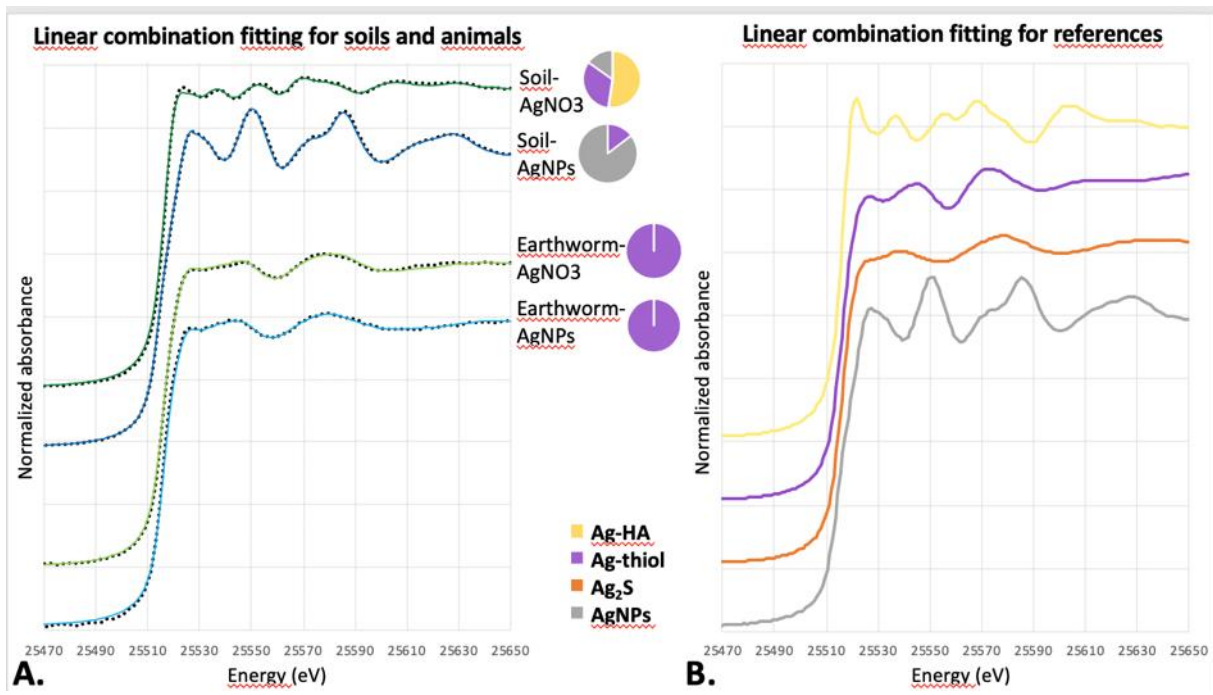 Linear combination fitting for soils and animals
Normalized absorbance
Soil-
AgNO3
Soil-
AgNPs
Earthworm-
AgNO3
Earthworm-
AgNPs
Ag-HA
Ag-thiol
Ag₂S
AgNPs
25470 25490 25510 25530 25550 25570 25590 25610 25630 25650
Energy (eV)
A.
Linear combination fitting for references
Normalized absorbance
25470 25490 25510 25530 25550 25570 25590 25610 25630 25650
Energy (eV)
B.